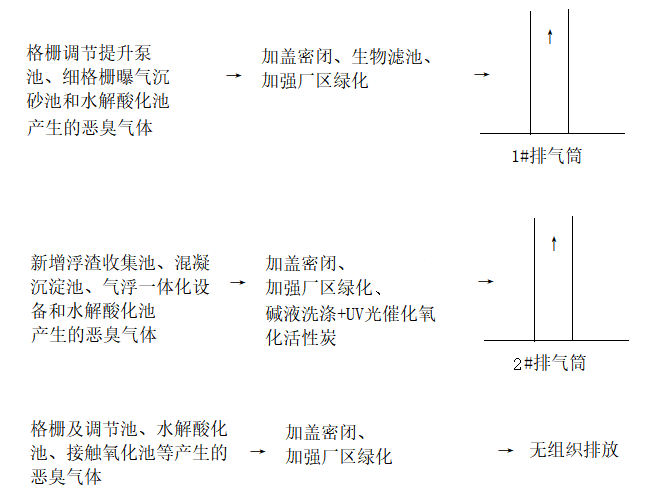 格栅调节提升泵
池、细格栅曝气沉
砂池和水解酸化池
产生的恶臭气体
→
加盖密闭、生物滤池、
加强厂区绿化
→
↑
1#排气筒
新增浮渣收集池、混凝
沉淀池、气浮一体化设
备和水解酸化池
产生的恶臭气体
→
加盖密闭、
加强厂区绿化、
碱液洗涤+UV光催化氧
化活性炭
→
↑
2#排气筒
格栅及调节池、水解酸化
池、接触氧化池等产生的
恶臭气体
→
加盖密闭、
加强厂区绿化
→
无组织排放